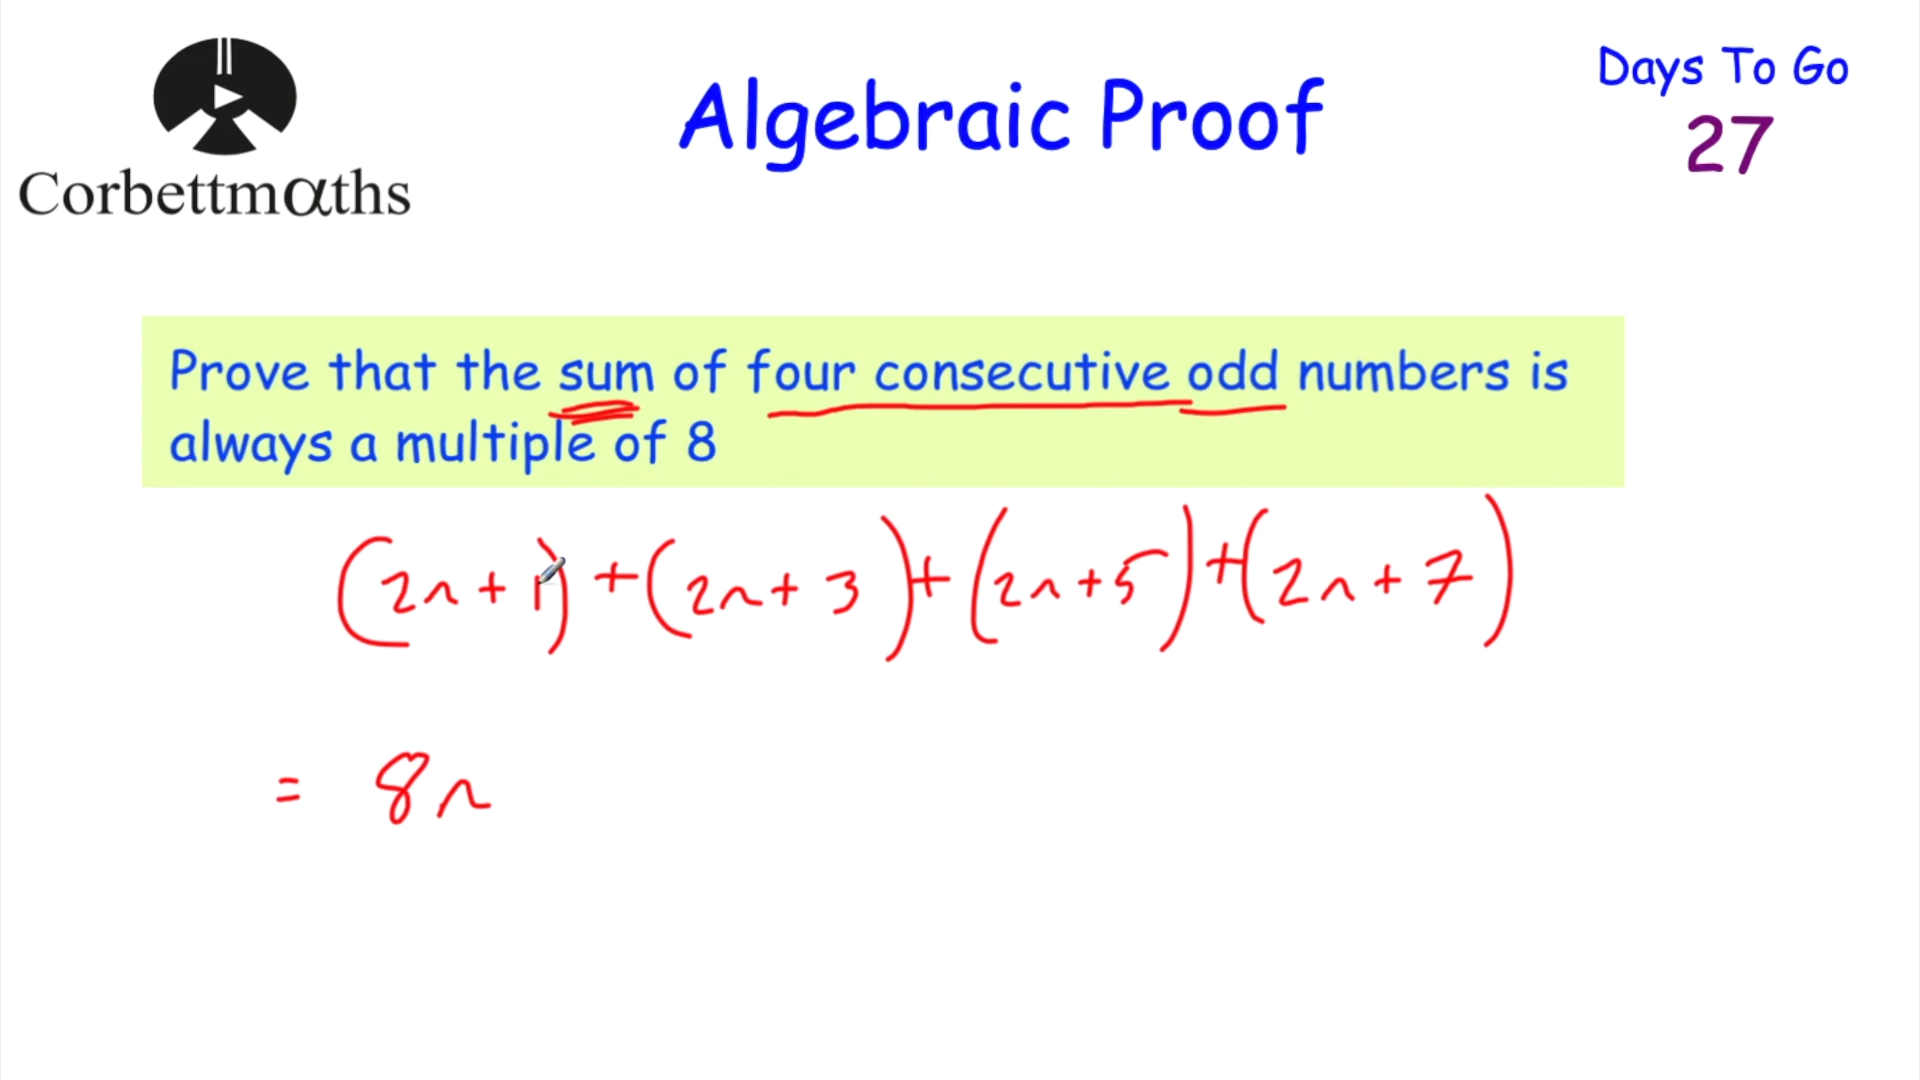 Corbettmαths
Algebraic Proof
Days To Go
27
Prove that the sum of four consecutive odd numbers is
always a multiple of 8
(2n+1)+(2n+3)+(2n+5)+(2n+7)
= 8n